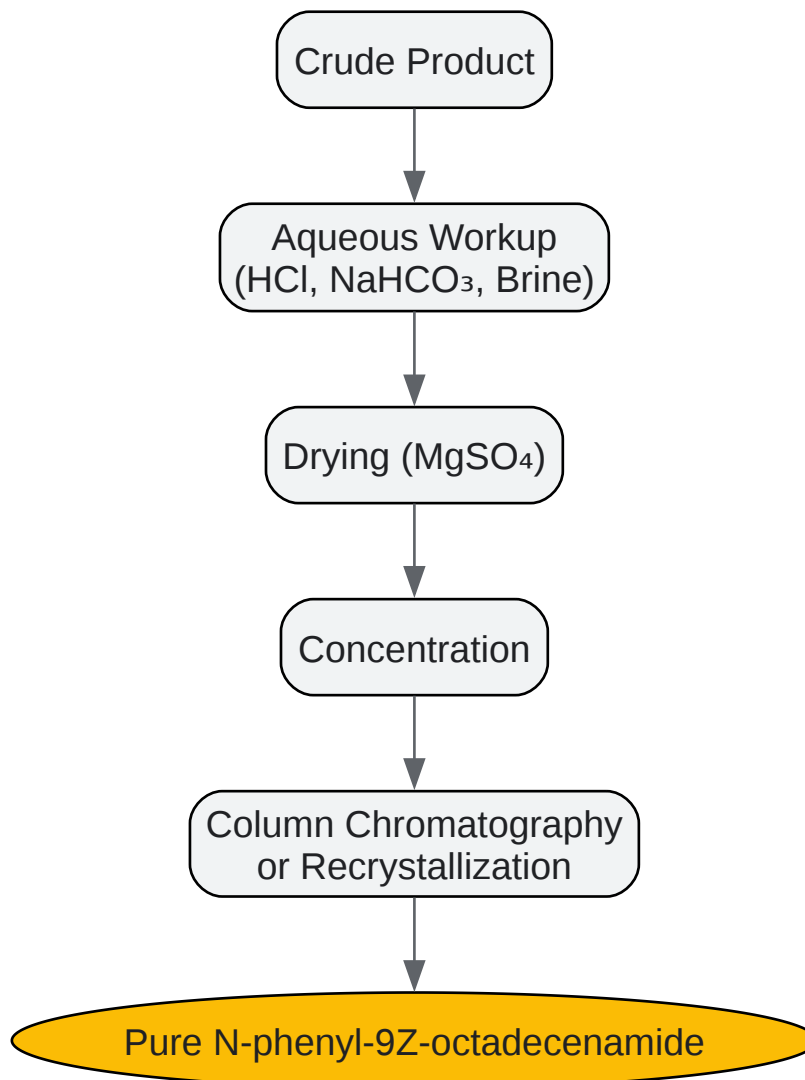 Crude Product
Aqueous Workup
(HCl, NaHCO₃, Brine)
Drying (MgSO₄)
Concentration
Column Chromatography
or Recrystallization
Pure N-phenyl-9Z-octadecenamide